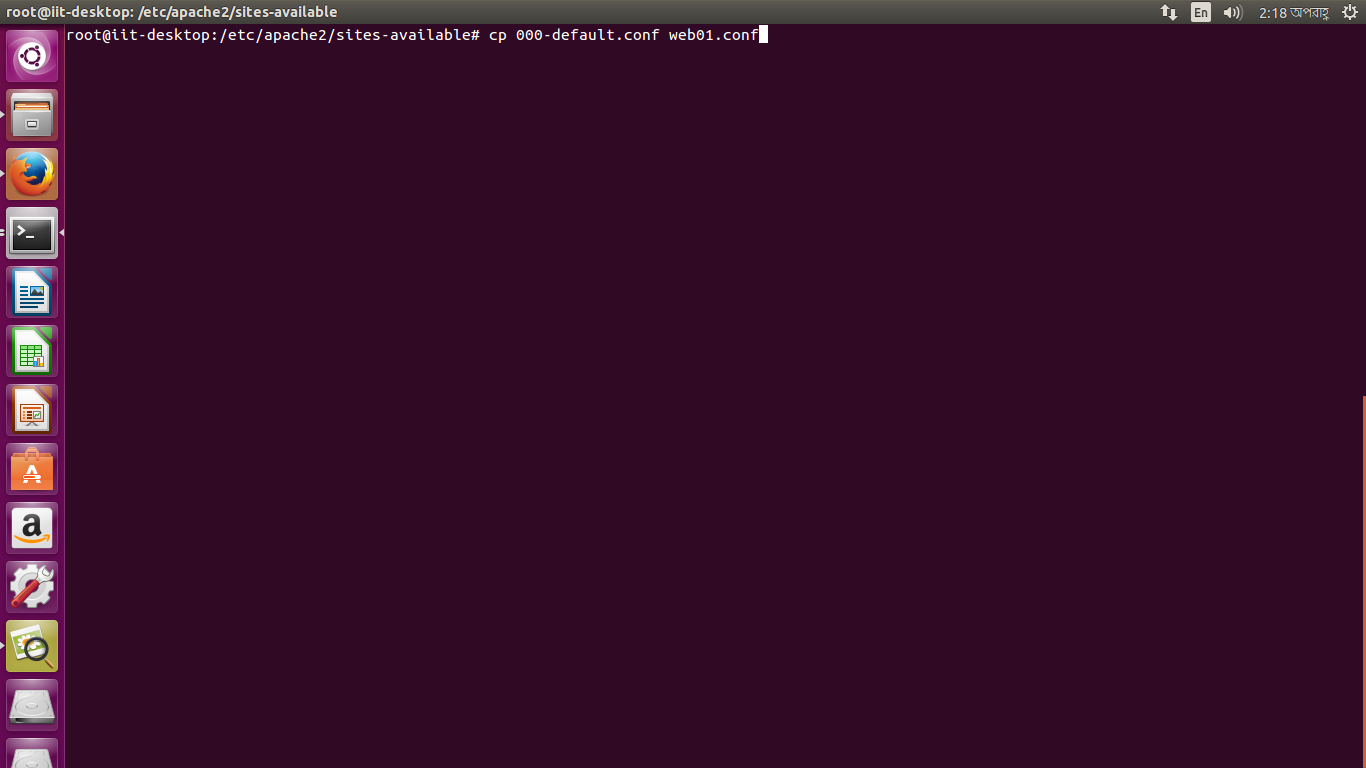 root@iit-desktop: /etc/apache2/sites-available
En
2:18 অপরাহ্ণ
root@iit-desktop:/etc/apache2/sites-available# cp 000-default.conf web01.conf